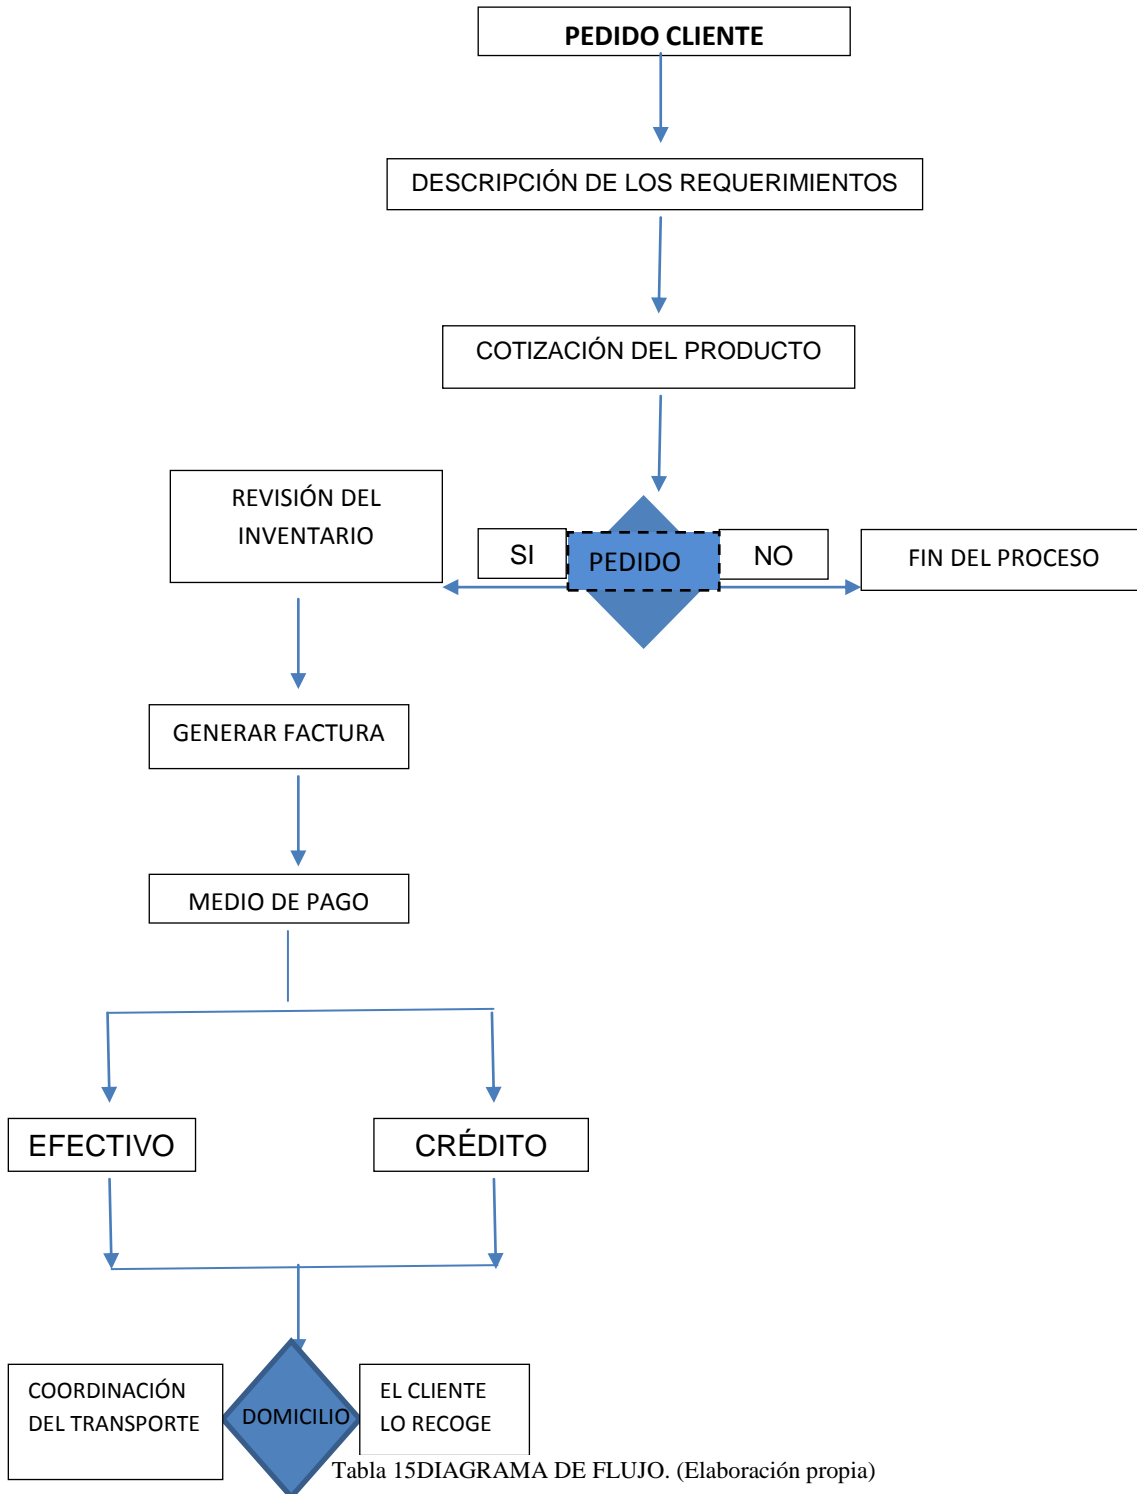 PEDIDO CLIENTE
DESCRIPCIÓN DE LOS REQUERIMIENTOS
COTIZACIÓN DEL PRODUCTO
REVISIÓN DEL
INVENTARIO
SI
PEDIDO
NO
FIN DEL PROCESO
GENERAR FACTURA
MEDIO DE PAGO
EFECTIVO
CRÉDITO
COORDINACIÓN
DEL TRANSPORTE
DOMICILIO
EL CLIENTE
LO RECOGE
Tabla 15DIAGRAMA DE FLUJO. (Elaboración propia)